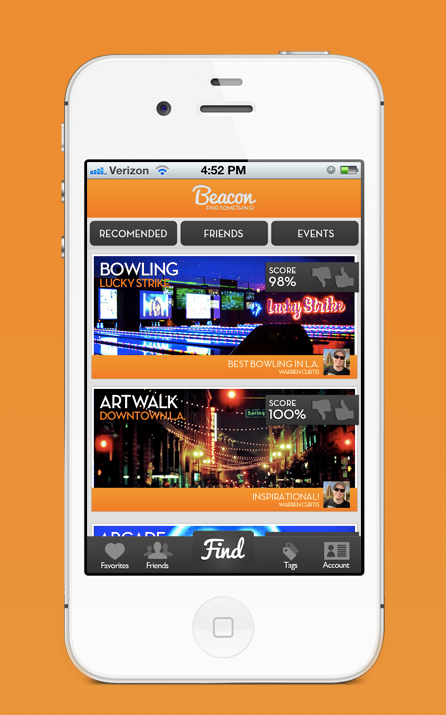 Verizon 4:52 PM
Beacon
FIND SOMETHING!
RECOMENDED FRIENDS EVENTS
BOWLING
LUCKY STRIKE
SCORE
98%
Lucky Strike
BEST BOWLING IN L.A.
WARREN CURTIS
ARTWALK
DOWNTOWN L.A.
SCORE
100%
Spring
INSPIRATIONAL!
WARREN CURTIS
ARCADE
Find
Favorites Friends Tags Account